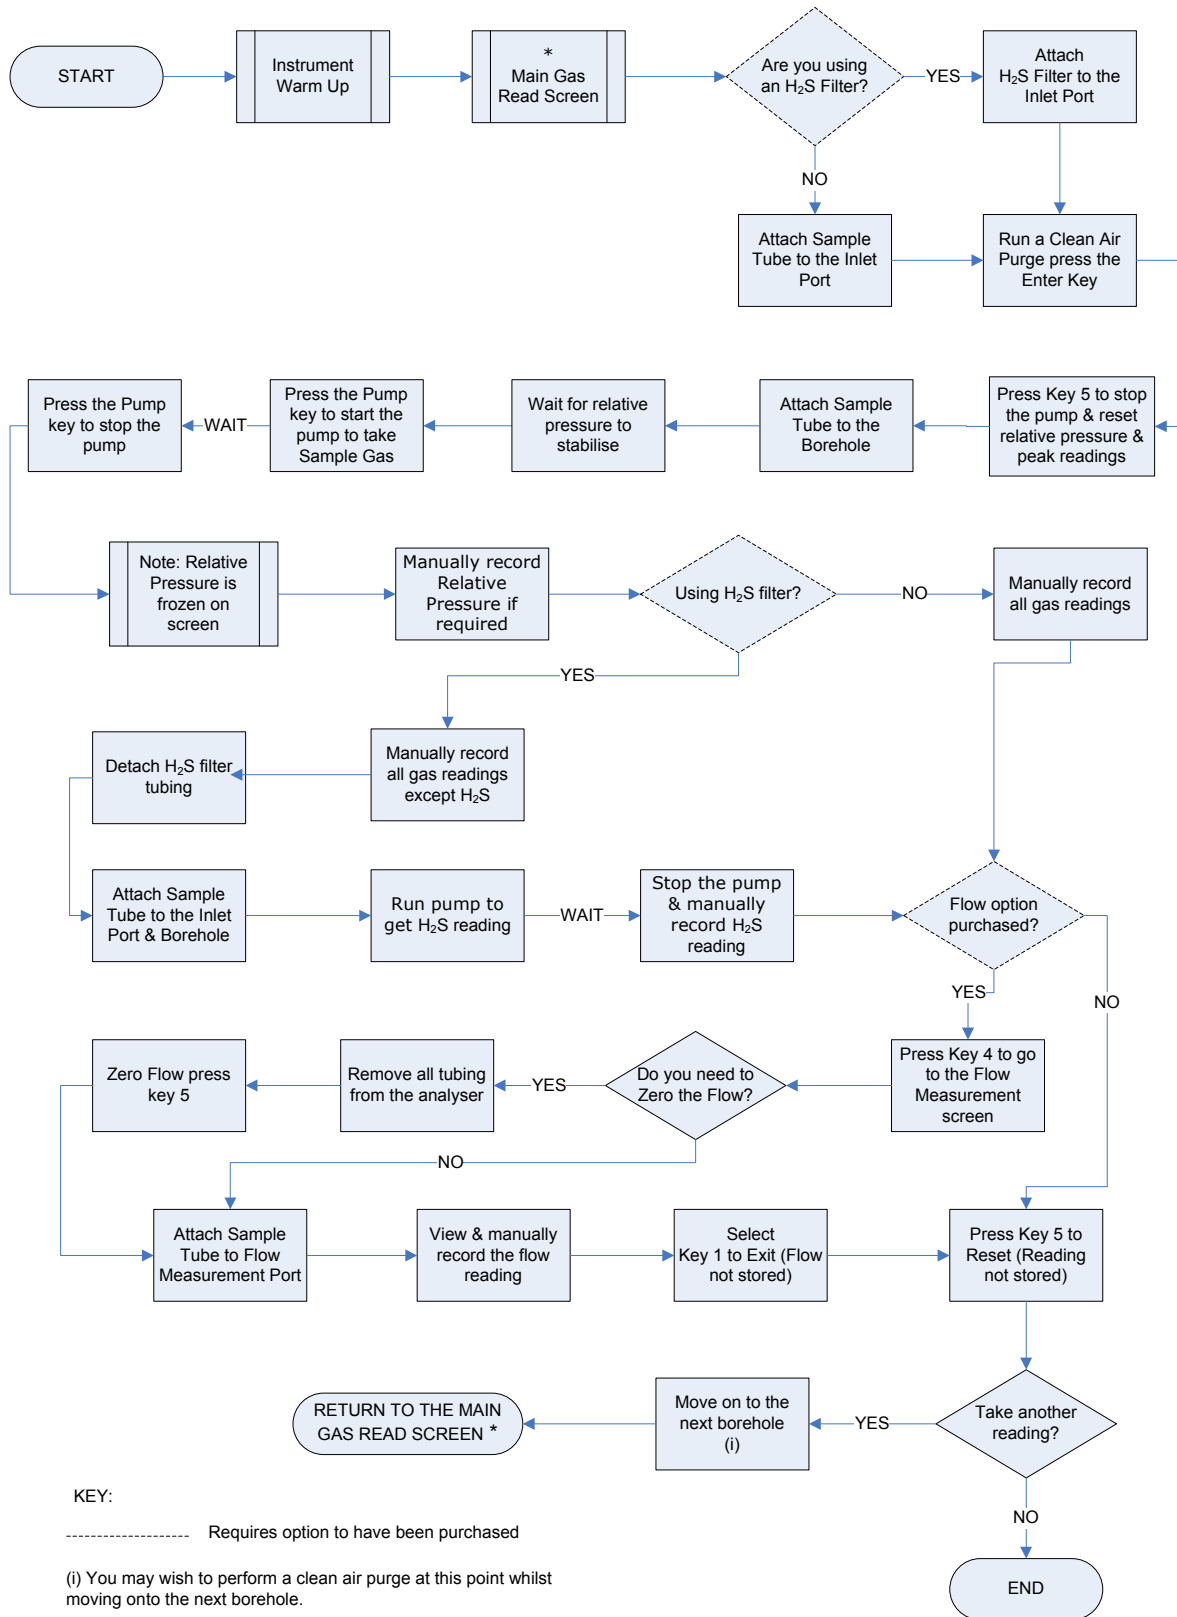 START
Instrument
Warm Up
*
Main Gas
Read Screen
Are you using
an H₂S Filter?
YES
Attach
H₂S Filter to the
Inlet Port
NO
Attach Sample
Tube to the Inlet
Port
Run a Clean Air
Purge press the
Enter Key
Press Key 5 to stop
the pump & reset
relative pressure &
peak readings
Attach Sample
Tube to the
Borehole
Wait for relative
pressure to
stabilise
Press the Pump
key to start the
pump to take
Sample Gas
WAIT
Press the Pump
key to stop the
pump
Note: Relative
Pressure is
frozen on
screen
Manually record
Relative
Pressure if
required
Using H₂S filter?
NO
Manually record
all gas readings
YES
Manually record
all gas readings
except H₂S
Detach H₂S filter
tubing
Attach Sample
Tube to the Inlet
Port & Borehole
Run pump to
get H₂S reading
WAIT
Stop the pump
& manually
record H₂S
reading
Flow option
purchased?
YES
NO
Press Key 4 to go
to the Flow
Measurement
screen
Do you need to
Zero the Flow?
YES
Remove all tubing
from the analyser
Zero Flow press
key 5
NO
Attach Sample
Tube to Flow
Measurement Port
View & manually
record the flow
reading
Select
Key 1 to Exit (Flow
not stored)
Press Key 5 to
Reset (Reading
not stored)
Take another
reading?
YES
Move on to the
next borehole
(i)
RETURN TO THE MAIN
GAS READ SCREEN *
NO
END
KEY:
-------------------- Requires option to have been purchased
(i) You may wish to perform a clean air purge at this point whilst
moving onto the next borehole.